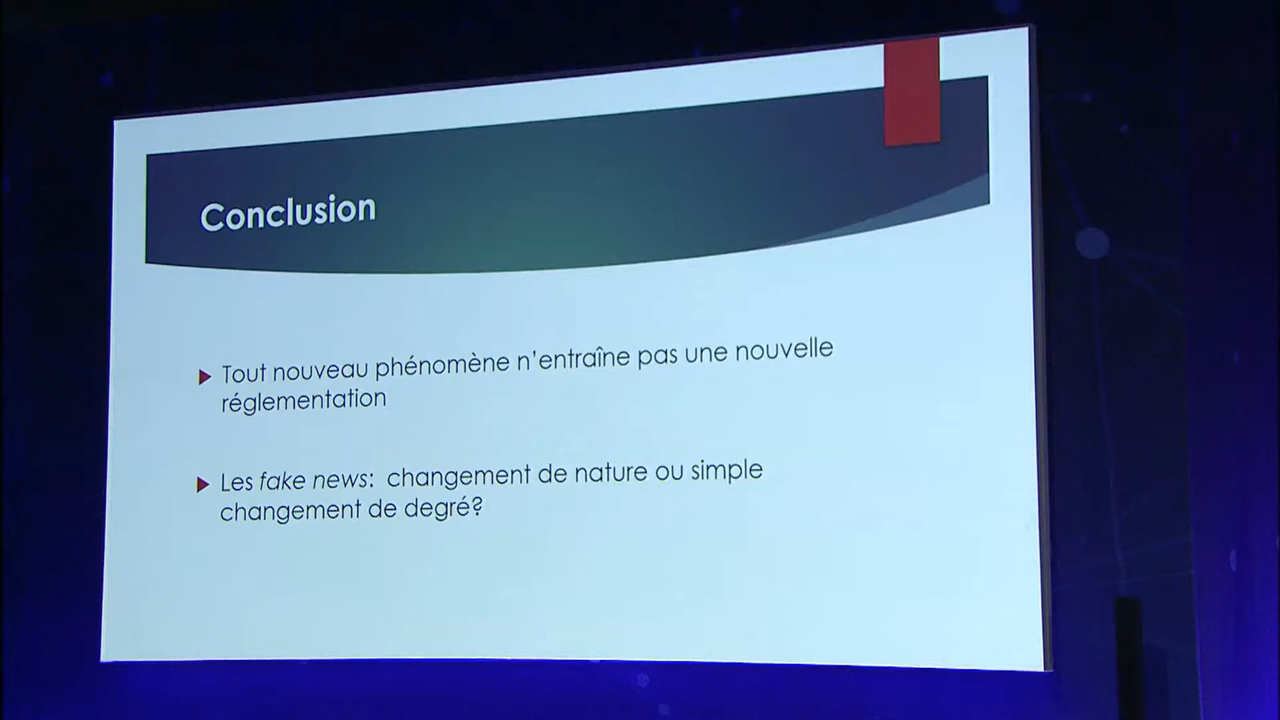 Conclusion
Tout nouveau phénomène n’entraîne pas une nouvelle
réglementation
Les fake news: changement de nature ou simple
changement de degré?